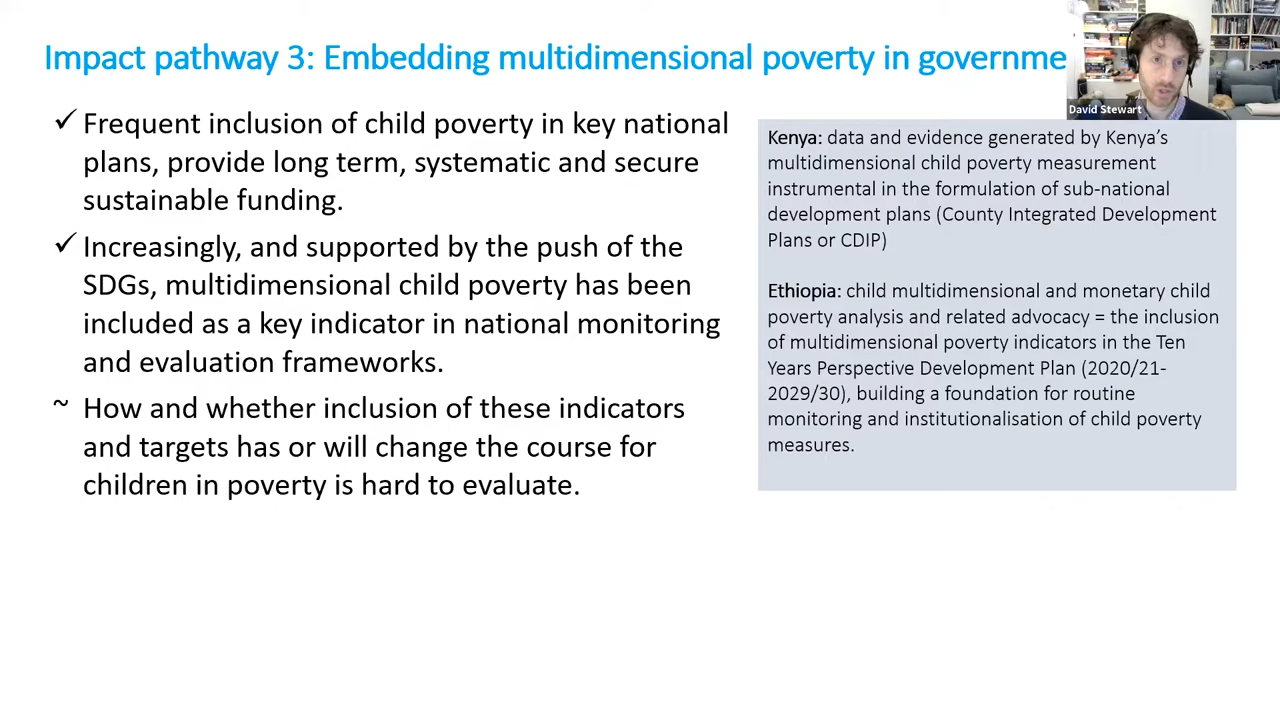 Impact pathway 3: Embedding multidimensional poverty in governme
David Stewart
✓ Frequent inclusion of child poverty in key national
plans, provide long term, systematic and secure
sustainable funding.
✓ Increasingly, and supported by the push of the
SDGs, multidimensional child poverty has been
included as a key indicator in national monitoring
and evaluation frameworks.
~ How and whether inclusion of these indicators
and targets has or will change the course for
children in poverty is hard to evaluate.
Kenya: data and evidence generated by Kenya's
multidimensional child poverty measurement
instrumental in the formulation of sub-national
development plans (County Integrated Development
Plans or CDIP)
Ethiopia: child multidimensional and monetary child
poverty analysis and related advocacy = the inclusion
of multidimensional poverty indicators in the Ten
Years Perspective Development Plan (2020/21-
2029/30), building a foundation for routine
monitoring and institutionalisation of child poverty
measures.